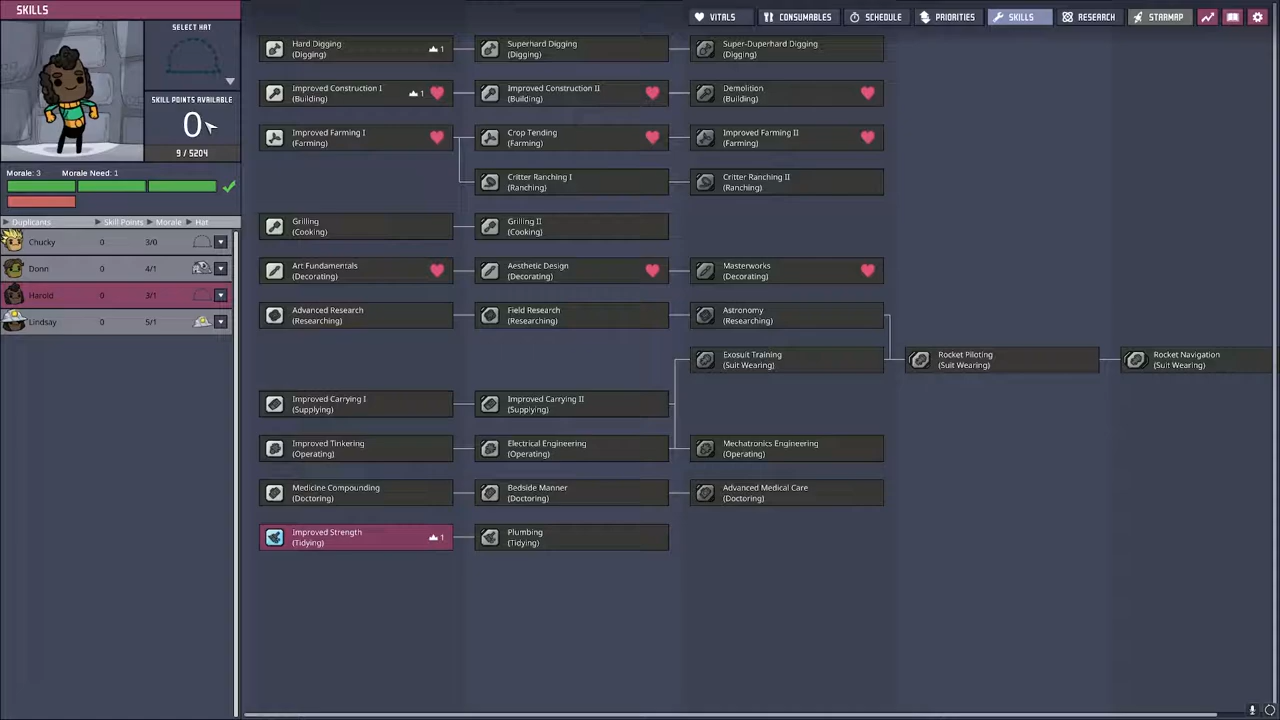 SKILLS
VITALS CONSUMABLES SCHEDULE PRIORITIES SKILLS RESEARCH STARMAP
SELECT HAT
SKILL POINTS AVAILABLE
0
9 / 5204
Morale: 3 Morale Need: 1
Duplicants Skill Points Morale Hat
Chucky 0 3/0
Donn 0 4/1
Harold 0 3/1
Lindsay 0 5/1
Hard Digging 1 Superhard Digging Super-Duperhard Digging
(Digging) (Digging) (Digging)
Improved Construction I 1 Improved Construction II Demolition
(Building) (Building) (Building)
Improved Farming I Crop Tending Improved Farming II
(Farming) (Farming) (Farming)
Critter Ranching I Critter Ranching II
(Ranching) (Ranching)
Grilling Grilling II
(Cooking) (Cooking)
Art Fundamentals Aesthetic Design Masterworks
(Decorating) (Decorating) (Decorating)
Advanced Research Field Research Astronomy
(Researching) (Researching) (Researching)
Exosuit Training Rocket Piloting Rocket Navigation
(Suit Wearing) (Suit Wearing) (Suit Wearing)
Improved Carrying I Improved Carrying II
(Supplying) (Supplying)
Improved Tinkering Electrical Engineering Mechatronics Engineering
(Operating) (Operating) (Operating)
Medicine Compounding Bedside Manner Advanced Medical Care
(Doctoring) (Doctoring) (Doctoring)
Improved Strength 1 Plumbing
(Tidying) (Tidying)